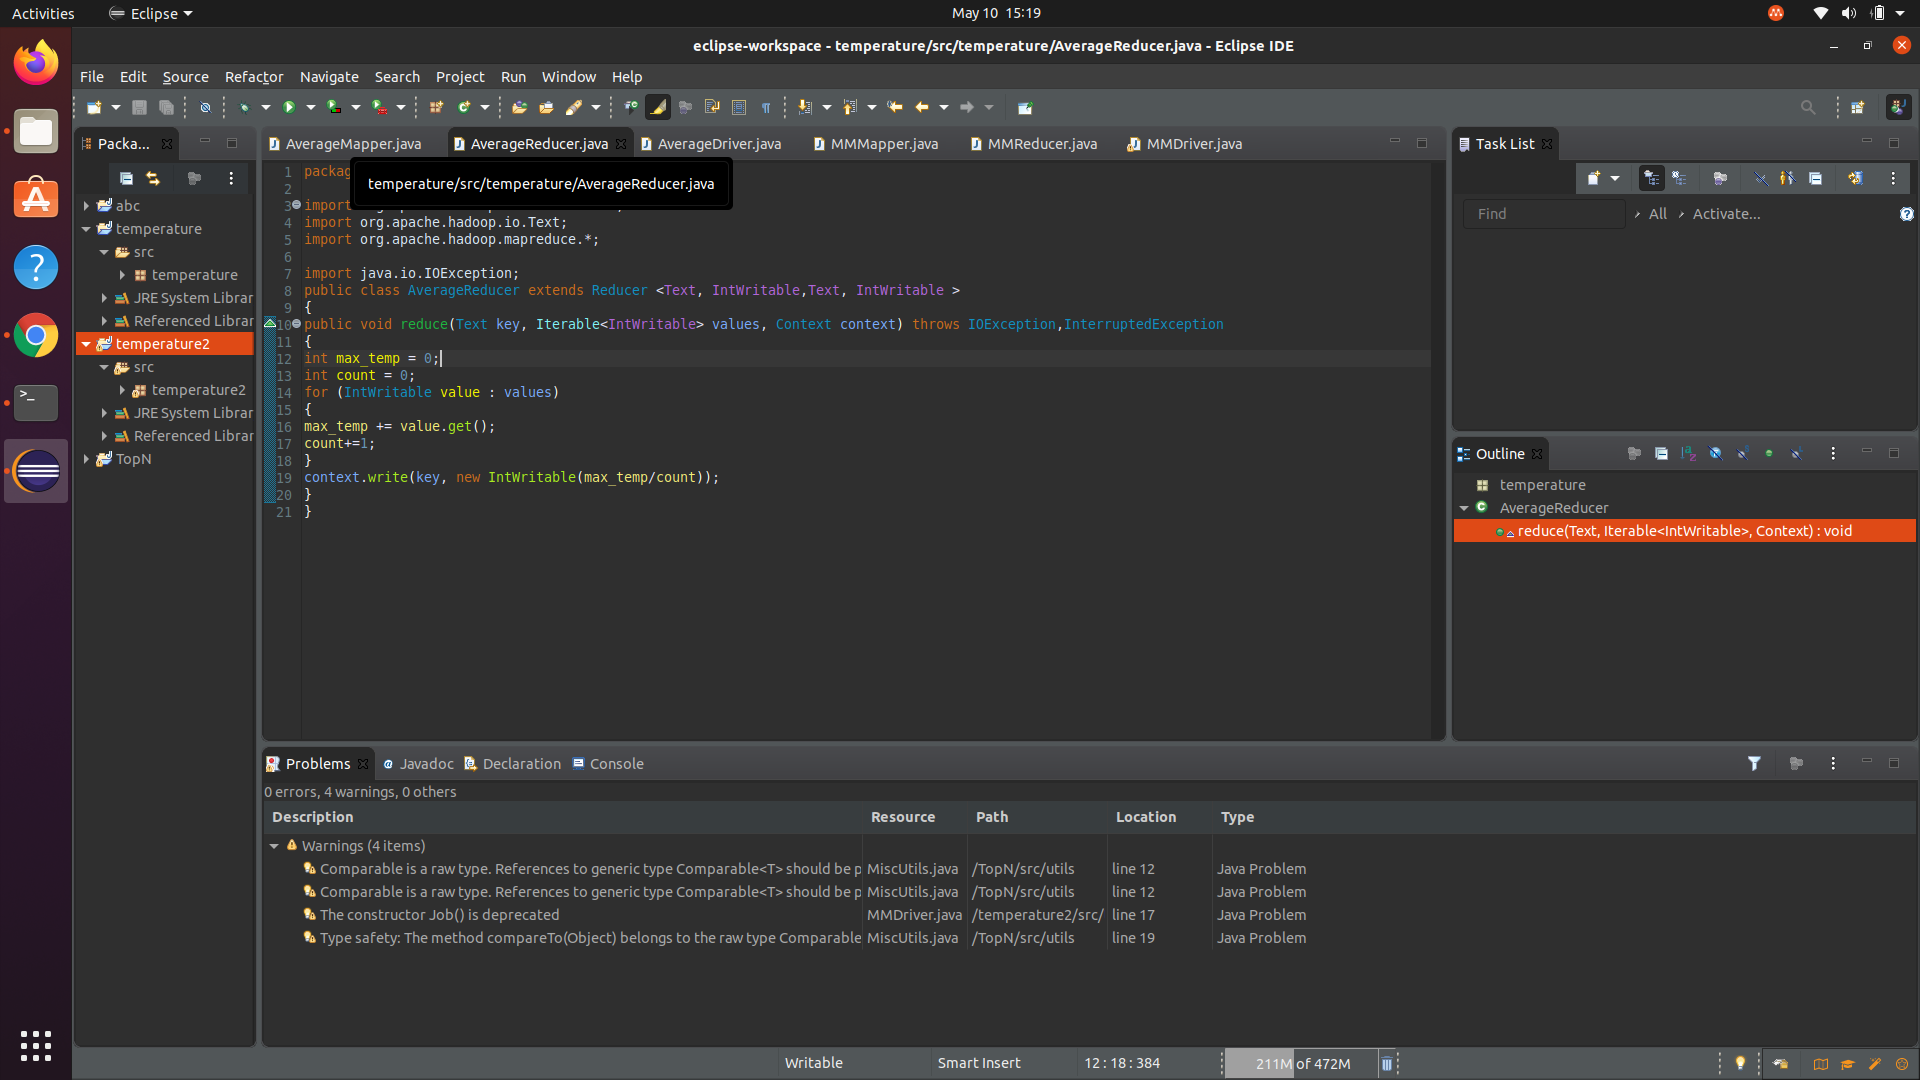 Activities
Eclipse
May 10 15:19
eclipse-workspace - temperature/src/temperature/AverageReducer.java - Eclipse IDE
File Edit Source Refactor Navigate Search Project Run Window Help
Packa...
abc
temperature
src
temperature
JRE System Librar
Referenced Librar
temperature2
src
temperature2
JRE System Librar
Referenced Librar
TopN
AverageMapper.java AverageReducer.java AverageDriver.java MMMapper.java MMReducer.java MMDriver.java
temperature/src/temperature/AverageReducer.java
1 packag
2
3 import
4 import org.apache.hadoop.io.Text;
5 import org.apache.hadoop.mapreduce.*;
6
7 import java.io.IOException;
8 public class AverageReducer extends Reducer <Text, IntWritable,Text, IntWritable >
9 {
10 public void reduce(Text key, Iterable<IntWritable> values, Context context) throws IOException,InterruptedException
11 {
12 int max_temp = 0;
13 int count = 0;
14 for (IntWritable value : values)
15 {
16 max_temp += value.get();
17 count+=1;
18 }
19 context.write(key, new IntWritable(max_temp/count));
20 }
21 }
Task List
Find
All
Activate...
Outline
temperature
AverageReducer
reduce(Text, Iterable<IntWritable>, Context) : void
Problems Javadoc Declaration Console
0 errors, 4 warnings, 0 others
Description Resource Path Location Type
Warnings (4 items)
Comparable is a raw type. References to generic type Comparable<T> should be p MiscUtils.java /TopN/src/utils line 12 Java Problem
Comparable is a raw type. References to generic type Comparable<T> should be p MiscUtils.java /TopN/src/utils line 12 Java Problem
The constructor Job() is deprecated MMDriver.java /temperature2/src/ line 17 Java Problem
Type safety: The method compareTo(Object) belongs to the raw type Comparable MiscUtils.java /TopN/src/utils line 19 Java Problem
Writable
Smart Insert
12 : 18 : 384
211M of 472M